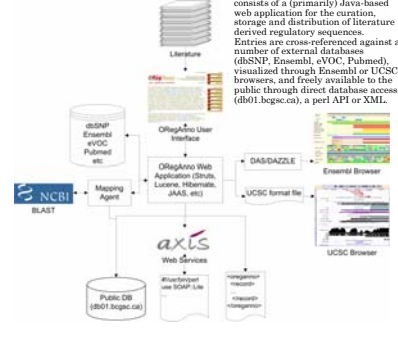 consists of a (primarily) Java-based
web application for the curation,
storage and distribution of literature
derived regulatory sequences.
Entries are cross-referenced against a
number of external databases
(dbSNP, Ensembl, eVOC, Pubmed),
visualized through Ensembl or UCSC
browsers, and freely available to the
public through direct database access
(db01.bcgsc.ca), a perl API or XML.
Literature
dbSNP
Ensembl
eVOC
Pubmed
etc
ORegAnno User
Interface
ORegAnno Web
Application (Struts,
Lucene, Hibernate,
JAAS, etc)
DAS/DAZZLE
Ensembl Browser
NCBI
BLAST
Mapping
Agent
UCSC format file
UCSC Browser
axis
Web Services
Public DB
(db01.bcgsc.ca)
#!/usr/bin/perl
use SOAP::Lite
...
<oreganno>
<record>
...
</record>
</oreganno>